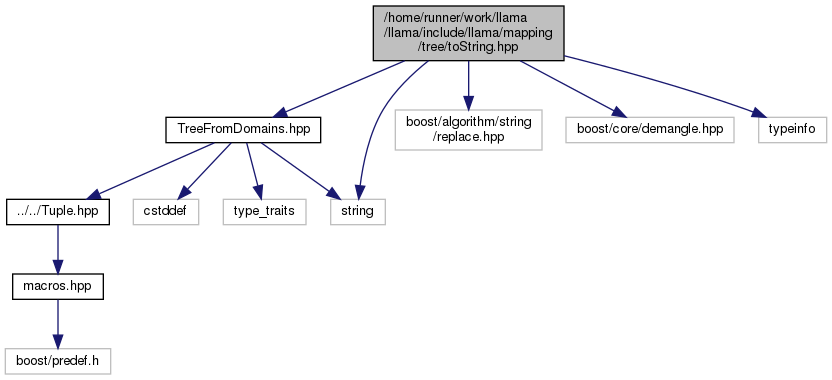 /home/runner/work/llama
/llama/include/llama/mapping
/tree/toString.hpp
TreeFromDomains.hpp
boost/algorithm/string
/replace.hpp
boost/core/demangle.hpp
typeinfo
../../Tuple.hpp
cstddef
type_traits
string
macros.hpp
boost/predef.h